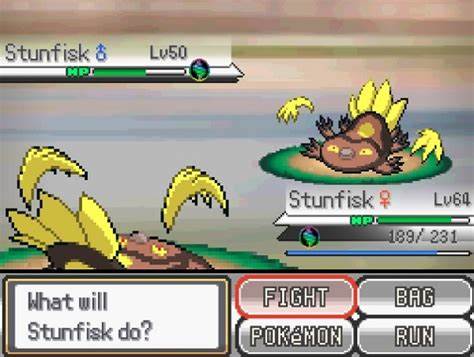 Stunfisk ♂ Lv50
HP
Stunfisk ♀ Lv64
HP
189/231
What will
Stunfisk do?
FIGHT
BAG
POKéMON
RUN